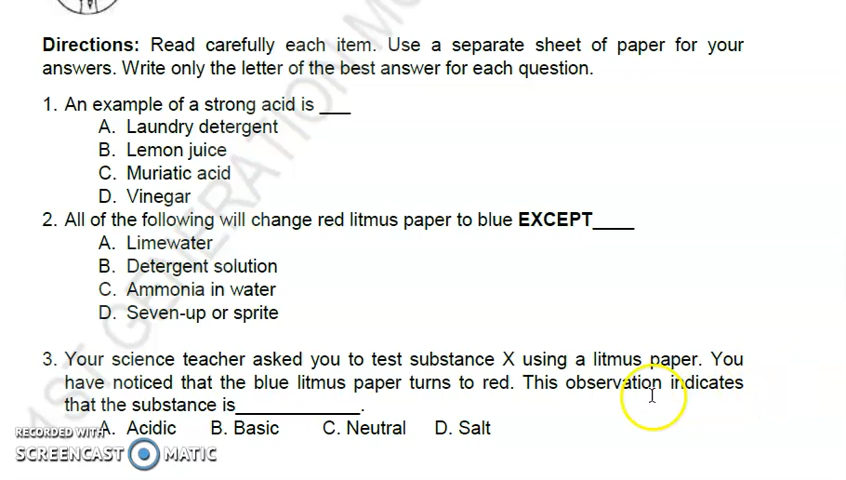 Directions: Read carefully each item. Use a separate sheet of paper for your
answers. Write only the letter of the best answer for each question.
1. An example of a strong acid is ___
A. Laundry detergent
B. Lemon juice
C. Muriatic acid
D. Vinegar
2. All of the following will change red litmus paper to blue EXCEPT____
A. Limewater
B. Detergent solution
C. Ammonia in water
D. Seven-up or sprite
3. Your science teacher asked you to test substance X using a litmus paper. You
have noticed that the blue litmus paper turns to red. This observation indicates
that the substance is____________.
A. Acidic B. Basic C. Neutral D. Salt
RECORDED WITH
SCREENCAST MATIC
1ST GENERATION